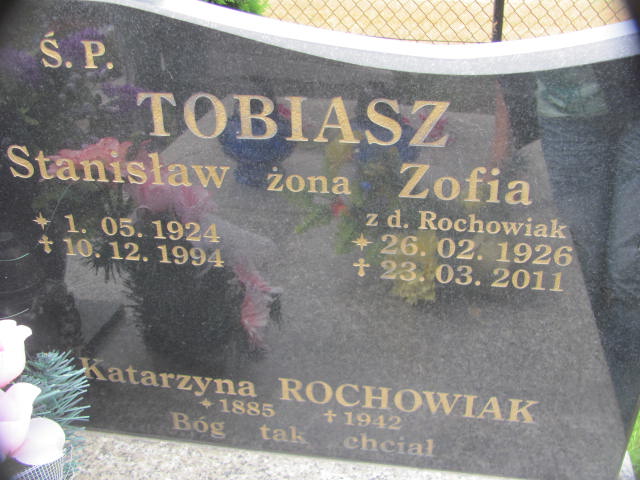 Ś. P.
TOBIASZ
Stanisław żona Zofia
z d. Rochowiak
* 1. 05. 1924 * 26. 02. 1926
† 10. 12. 1994 † 23. 03. 2011
Katarzyna ROCHOWIAK
* 1885 † 1942
Bóg tak chciał